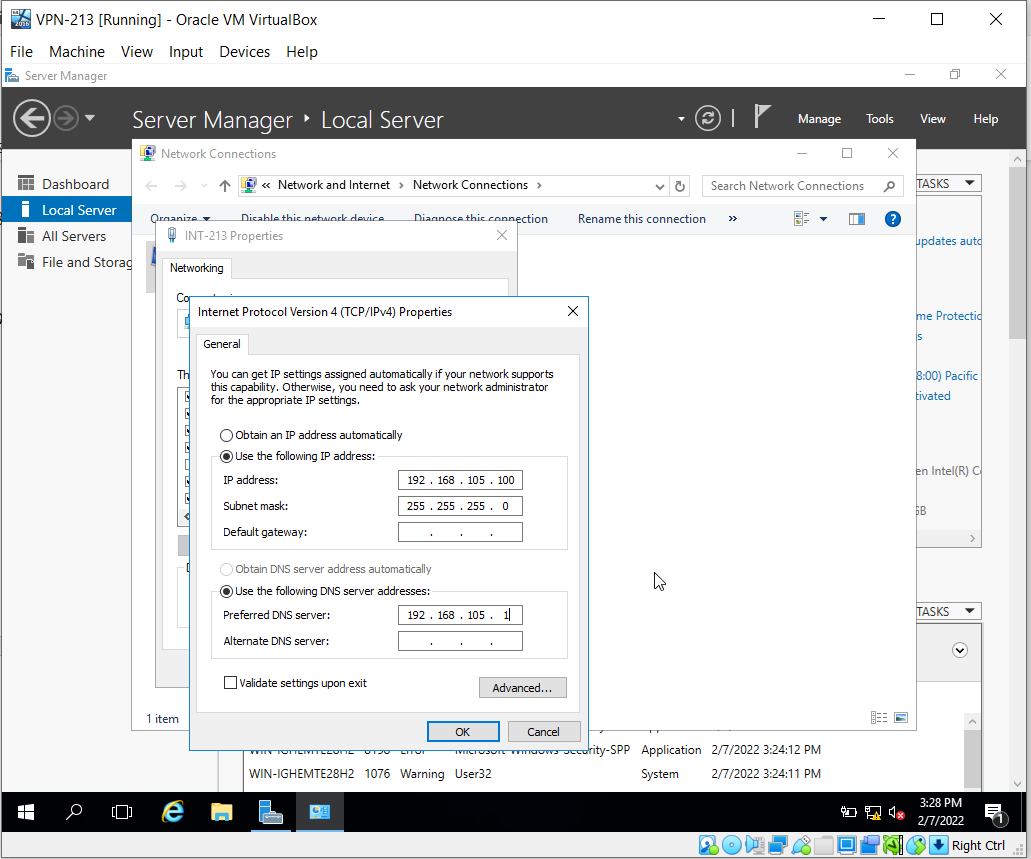 VPN-213 [Running] - Oracle VM VirtualBox
File Machine View Input Devices Help
Server Manager
Server Manager Local Server
Manage Tools View Help
Network Connections
Dashboard
Local Server
All Servers
File and Storag
« Network and Internet › Network Connections ›
Search Network Connections
TASKS
Organize Disable this network device Diagnose this connection Rename this connection »
INT-213 Properties
Networking
Internet Protocol Version 4 (TCP/IPv4) Properties
General
You can get IP settings assigned automatically if your network supports
this capability. Otherwise, you need to ask your network administrator
for the appropriate IP settings.
Obtain an IP address automatically
Use the following IP address:
IP address: 192 . 168 . 105 . 100
Subnet mask: 255 . 255 . 255 . 0
Default gateway: . . .
Obtain DNS server address automatically
Use the following DNS server addresses:
Preferred DNS server: 192 . 168 . 105 . 1
Alternate DNS server: . . .
Validate settings upon exit
Advanced...
OK Cancel
updates auto
me Protectio
s
8:00) Pacific
tivated
en Intel(R) Co
GB
TASKS
1 item
Application 2/7/2022 3:24:12 PM
WIN-IGHEMTE28H2 1076 Warning User32 System 2/7/2022 3:24:11 PM
3:28 PM
2/7/2022
1
Right Ctrl